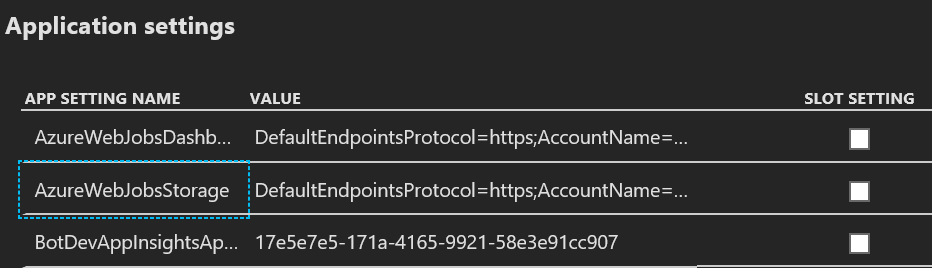 Application settings
APP SETTING NAME VALUE SLOT SETTING
AzureWebJobsDashb... DefaultEndpointsProtocol=https;AccountName=...
AzureWebJobsStorage DefaultEndpointsProtocol=https;AccountName=...
BotDevAppInsightsAp... 17e5e7e5-171a-4165-9921-58e3e91cc907